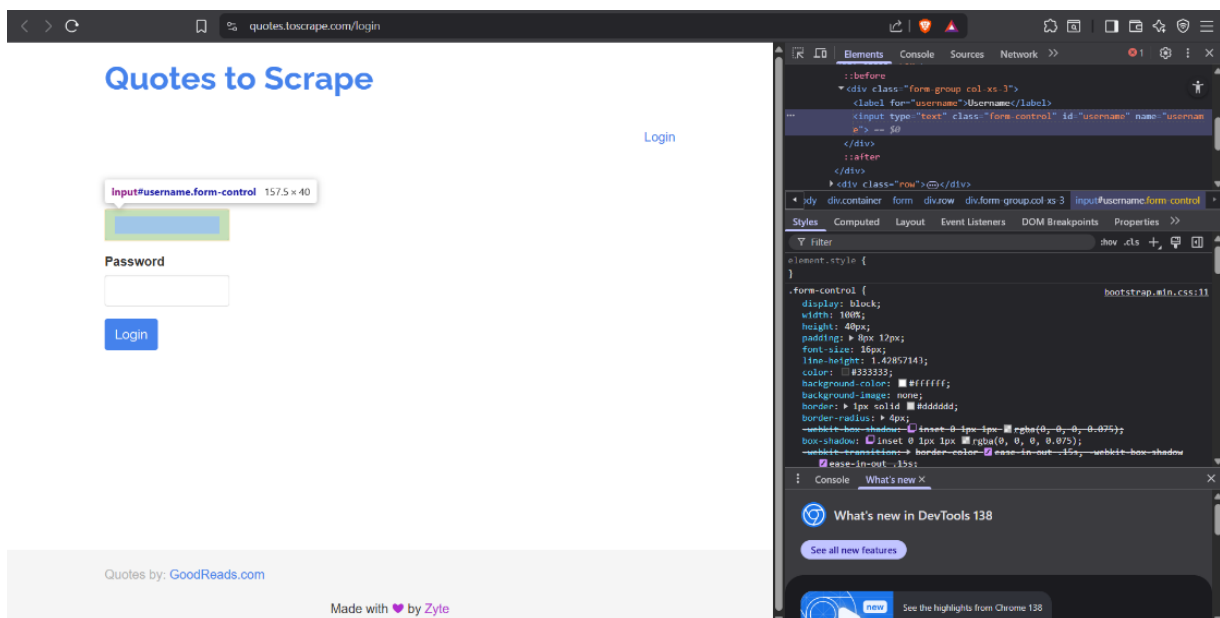 quotes.toscrape.com/login
Quotes to Scrape
Login
input#username.form-control 157.5 × 40
Password
Login
Quotes by: GoodReads.com
Made with ❤ by Zyte
Elements Console Sources Network
1
::before
<div class="form-group col-xs-3">
<label for="username">Username</label>
<input type="text" class="form-control" id="username" name="usernam
e"> == $0
</div>
::after
</div>
<div class="row"> </div>
ody div.container form div.row div.form-group.col-xs-3 input#username.form-control
Styles Computed Layout Event Listeners DOM Breakpoints Properties
Filter :hov .cls
element.style {
}
.form-control { bootstrap.min.css:11
display: block;
width: 100%;
height: 40px;
padding: 8px 12px;
font-size: 16px;
line-height: 1.42857143;
color: #333333;
background-color: #ffffff;
background-image: none;
border: 1px solid #dddddd;
border-radius: 4px;
-webkit-box-shadow: inset 0 1px 1px rgba(0, 0, 0, 0.075);
box-shadow: inset 0 1px 1px rgba(0, 0, 0, 0.075);
-webkit-transition: border-color ease-in-out .15s, -webkit-box-shadow
ease-in-out .15s;
Console What's new
What's new in DevTools 138
See all new features
new See the highlights from Chrome 138